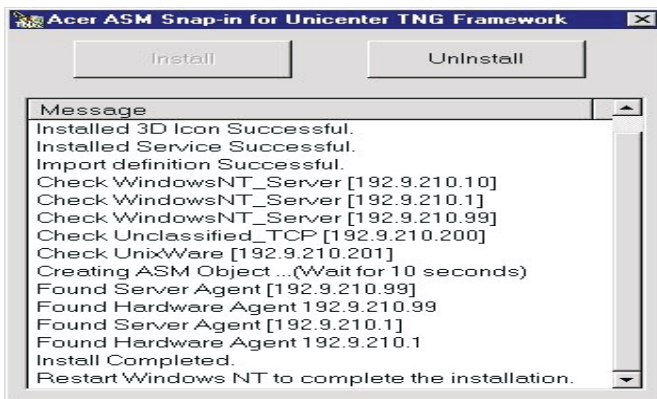 Acer ASM Snap-in for Unicenter TNG Framework
Install
UnInstall
Message
Installed 3D Icon Successful.
Installed Service Successful.
Import definition Successful.
Check WindowsNT_Server [192.9.210.10]
Check WindowsNT_Server [192.9.210.1]
Check WindowsNT_Server [192.9.210.99]
Check Unclassified_TCP [192.9.210.200]
Check UnixWare [192.9.210.201]
Creating ASM Object ...(Wait for 10 seconds)
Found Server Agent [192.9.210.99]
Found Hardware Agent 192.9.210.99
Found Server Agent [192.9.210.1]
Found Hardware Agent 192.9.210.1
Install Completed.
Restart Windows NT to complete the installation.